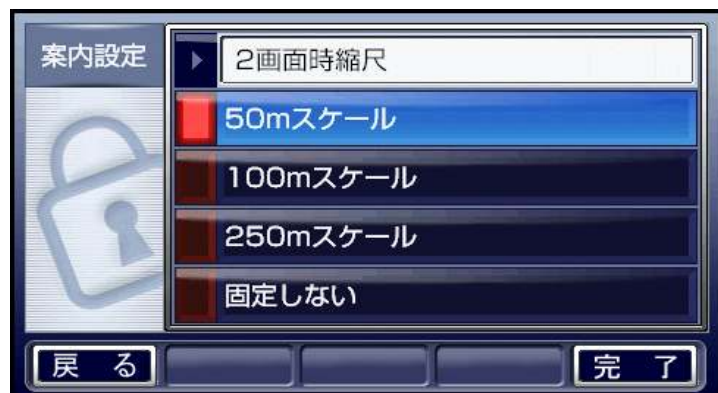 案内設定
2画面時縮尺
50mスケール
100mスケール
250mスケール
固定しない
戻 る
完 了